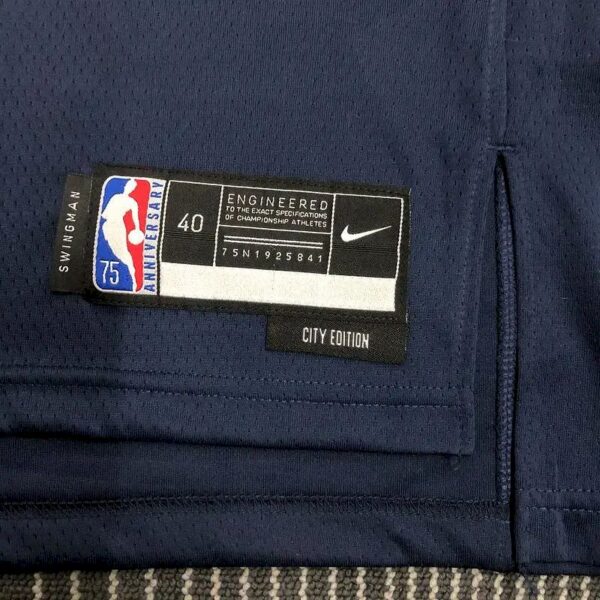 SWINGMAN
75
ANNIVERSARY
40
ENGINEERED
TO THE EXACT SPECIFICATIONS
OF CHAMPIONSHIP ATHLETES
75N1925841
CITY EDITION